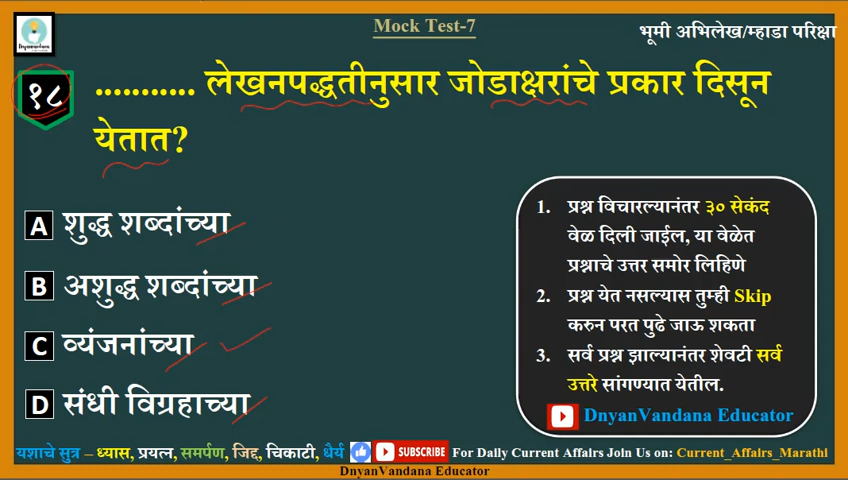 Mock Test-7
भूमी अभिलेख/म्हाडा परिक्षा
Dnyanvandana
१८
........... लेखनपद्धतीनुसार जोडाक्षरांचे प्रकार दिसून
येतात?
A शुद्ध शब्दांच्या
B अशुद्ध शब्दांच्या
C व्यंजनांच्या
D संधी विग्रहाच्या
1. प्रश्न विचारल्यानंतर ३० सेकंद
वेळ दिली जाईल, या वेळेत
प्रश्नाचे उत्तर समोर लिहिणे
2. प्रश्न येत नसल्यास तुम्ही Skip
करुन परत पुढे जाऊ शकता
3. सर्व प्रश्न झाल्यानंतर शेवटी सर्व
उत्तरे सांगण्यात येतील.
DnyanVandana Educator
यशाचे सुत्र – ध्यास, प्रयत्न, समर्पण, जिद्द, चिकाटी, धैर्य SUBSCRIBE For Daily Current Affairs Join Us on: Current_Affairs_Marathi
DnyanVandana Educator